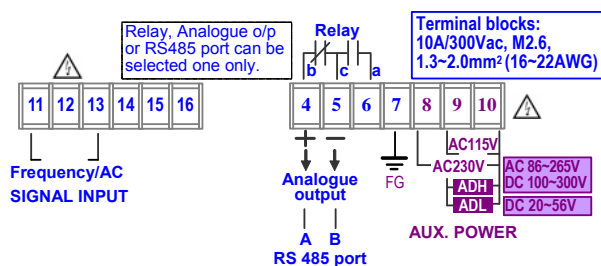 Relay, Analogue o/p
or RS485 port can be
selected one only.
Relay
b c a
Terminal blocks:
10A/300Vac, M2.6,
1.3~2.0mm² (16~22AWG)
11 12 13 14 15 16
4 5 6 7 8 9 10
Frequency/AC
SIGNAL INPUT
+ −
Analogue
output
A B
RS 485 port
FG
AC115V
AC230V
ADH
AC 86~265V
DC 100~300V
ADL
DC 20~56V
AUX. POWER